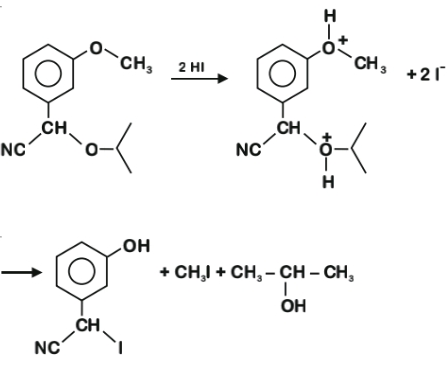 H
O CH₃ 2 HI O⁺ CH₃ + 2 I⁻
CH CH
NC O NC O⁺
H
OH
+ CH₃I + CH₃ – CH – CH₃
OH
CH
NC I